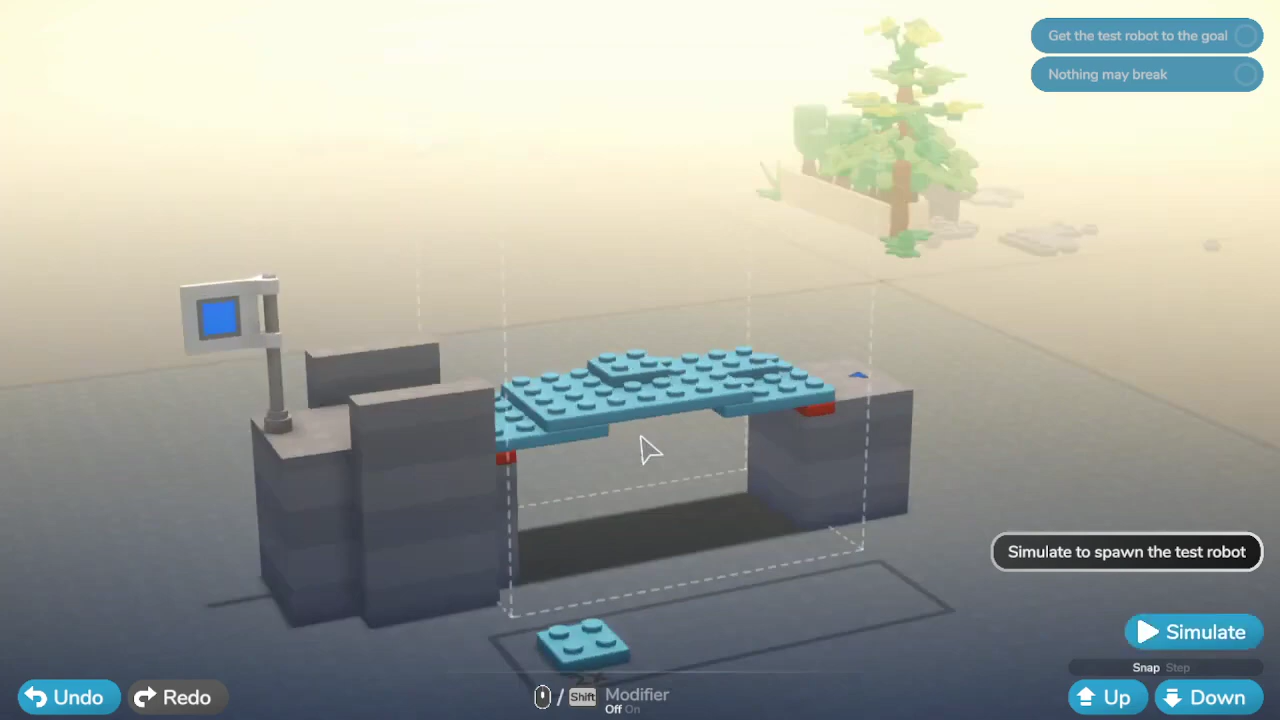 Get the test robot to the goal
Nothing may break
Simulate to spawn the test robot
Simulate
Snap Step
Undo
Redo
/ Shift Modifier
Off On
Up
Down